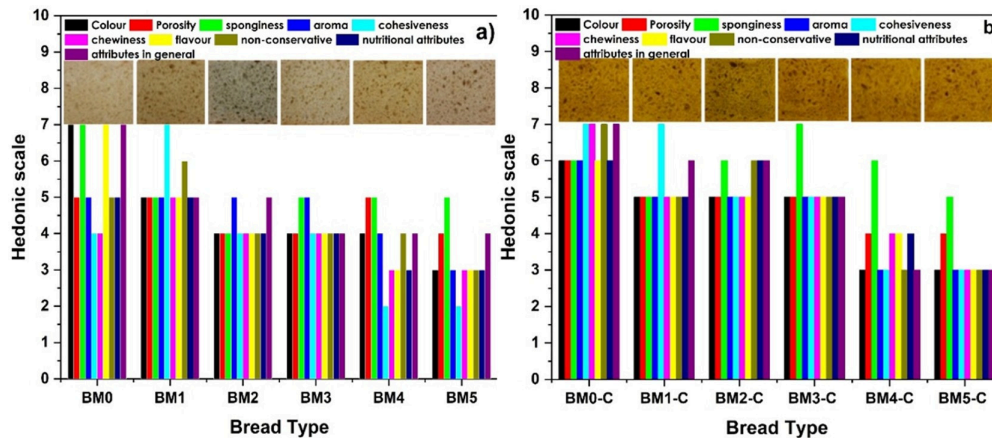 Colour Porosity sponginess aroma cohesiveness
chewiness flavour non-conservative nutritional attributes
attributes in general
a)
Hedonic scale
10
9
8
7
6
5
4
3
2
1
0
BM0 BM1 BM2 BM3 BM4 BM5
Bread Type
Colour Porosity sponginess aroma cohesiveness
chewiness flavour non-conservative nutritional attributes
attributes in general
b
Hedonic scale
10
9
8
7
6
5
4
3
2
1
0
BM0-C BM1-C BM2-C BM3-C BM4-C BM5-C
Bread Type